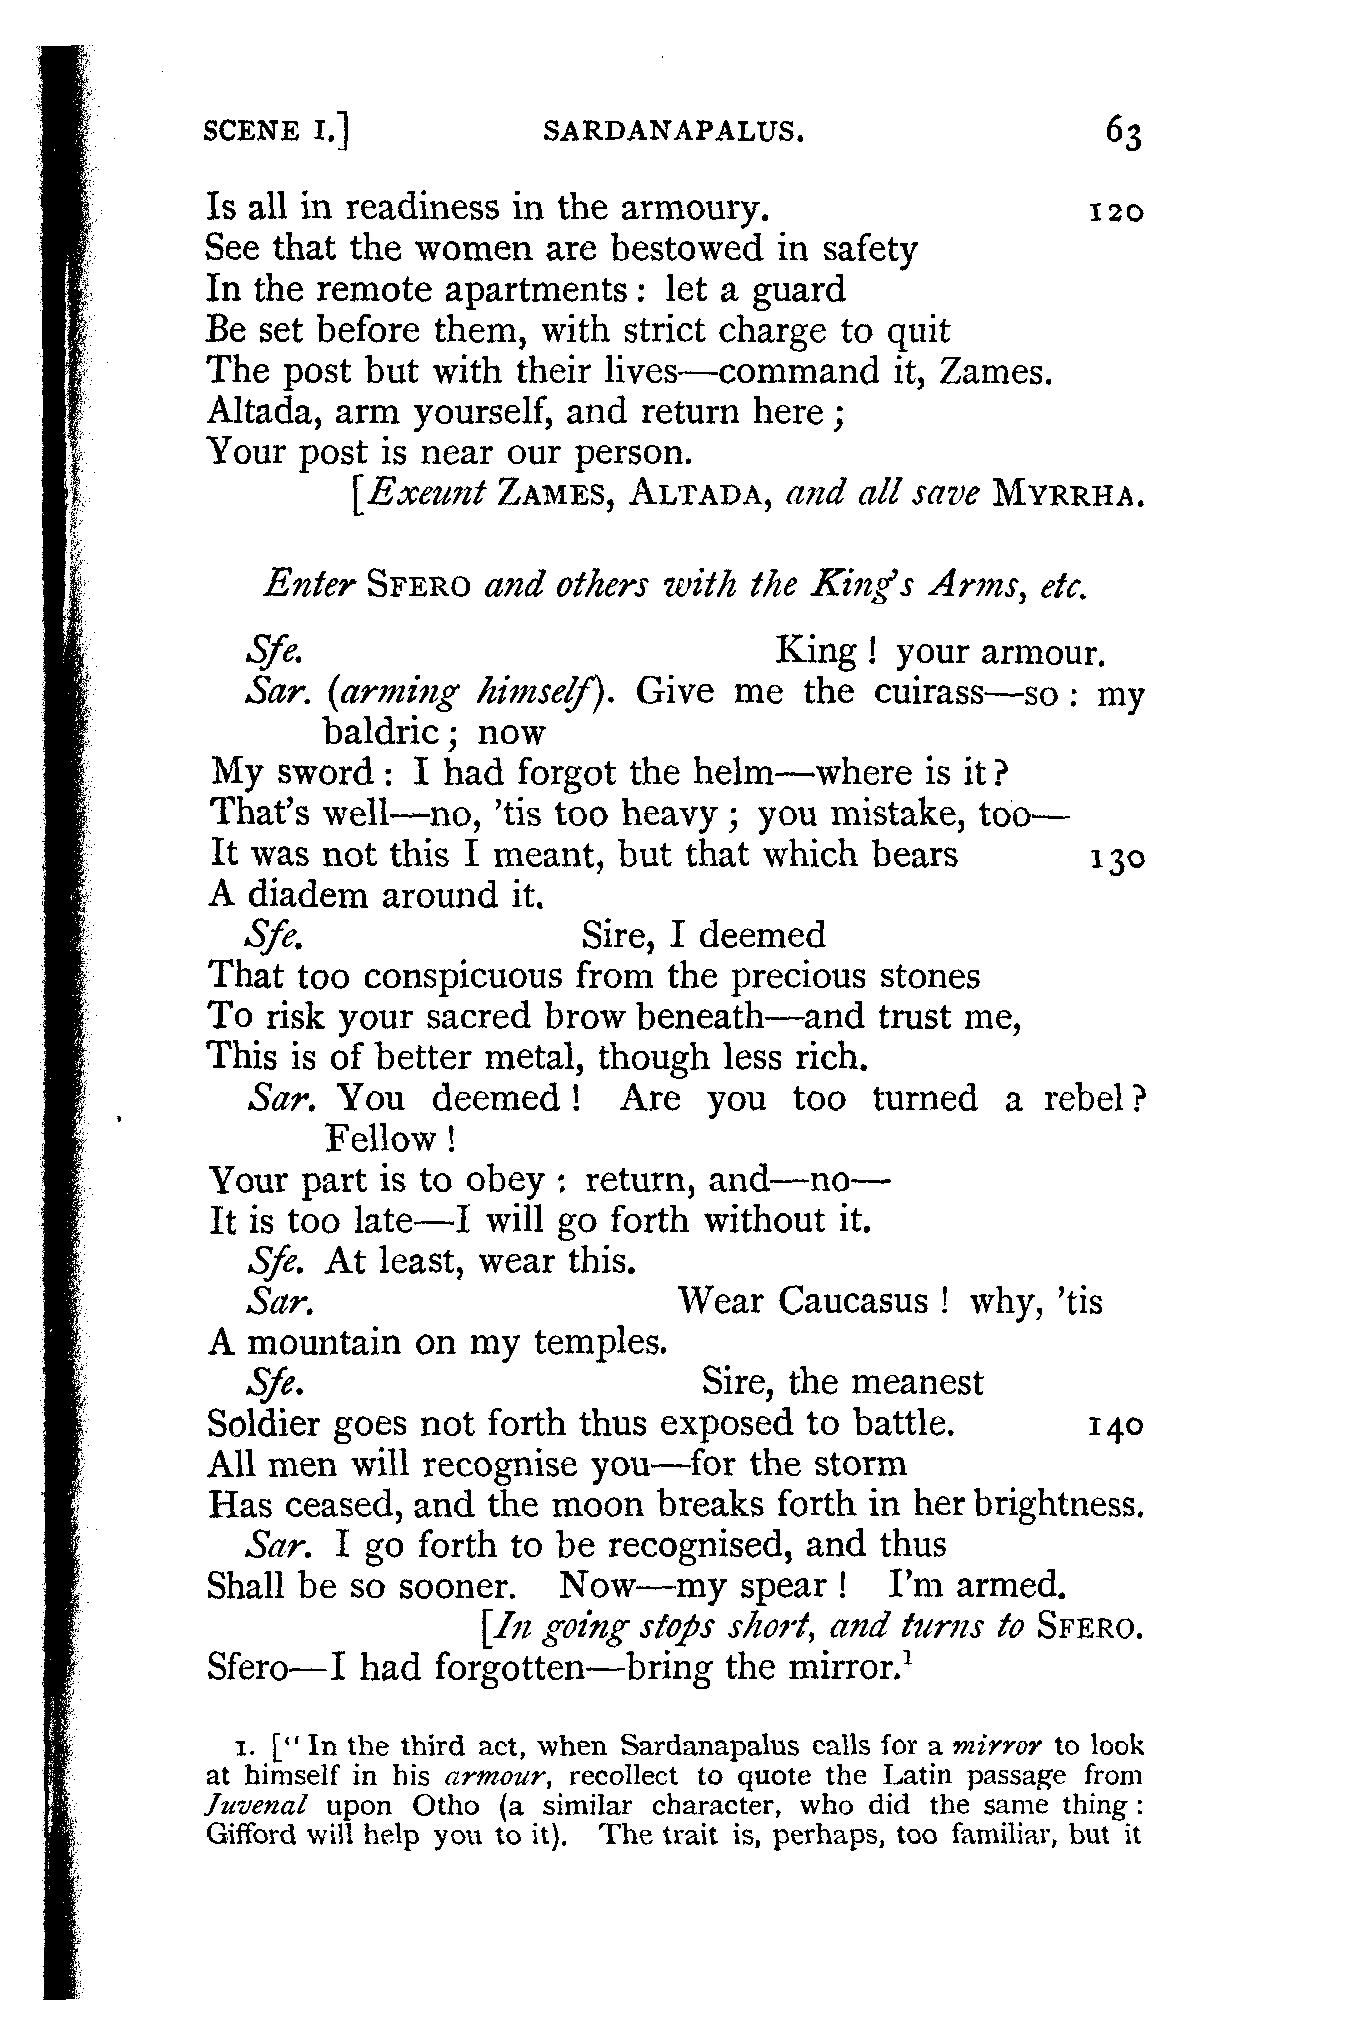 SCENE I.] SARDANAPALUS. 63
Is all in readiness in the armoury. 120
See that the women are bestowed in safety
In the remote apartments : let a guard
Be set before them, with strict charge to quit
The post but with their lives—command it, Zames.
Altada, arm yourself, and return here ;
Your post is near our person.
[Exeunt ZAMES, ALTADA, and all save MYRRHA.
Enter SFERO and others with the King's Arms, etc.
Sfe. King ! your armour.
Sar. (arming himself). Give me the cuirass—so : my
baldric ; now
My sword : I had forgot the helm—where is it ?
That's well—no, 'tis too heavy ; you mistake, too—
It was not this I meant, but that which bears 130
A diadem around it.
Sfe. Sire, I deemed
That too conspicuous from the precious stones
To risk your sacred brow beneath—and trust me,
This is of better metal, though less rich.
Sar. You deemed ! Are you too turned a rebel ?
Fellow !
Your part is to obey : return, and—no—
It is too late—I will go forth without it.
Sfe. At least, wear this.
Sar. Wear Caucasus ! why, 'tis
A mountain on my temples.
Sfe. Sire, the meanest
Soldier goes not forth thus exposed to battle. 140
All men will recognise you—for the storm
Has ceased, and the moon breaks forth in her brightness.
Sar. I go forth to be recognised, and thus
Shall be so sooner. Now—my spear ! I'm armed.
[In going stops short, and turns to SFERO.
Sfero—I had forgotten—bring the mirror.¹
1. ["In the third act, when Sardanapalus calls for a mirror to look
at himself in his armour, recollect to quote the Latin passage from
Juvenal upon Otho (a similar character, who did the same thing :
Gifford will help you to it). The trait is, perhaps, too familiar, but it